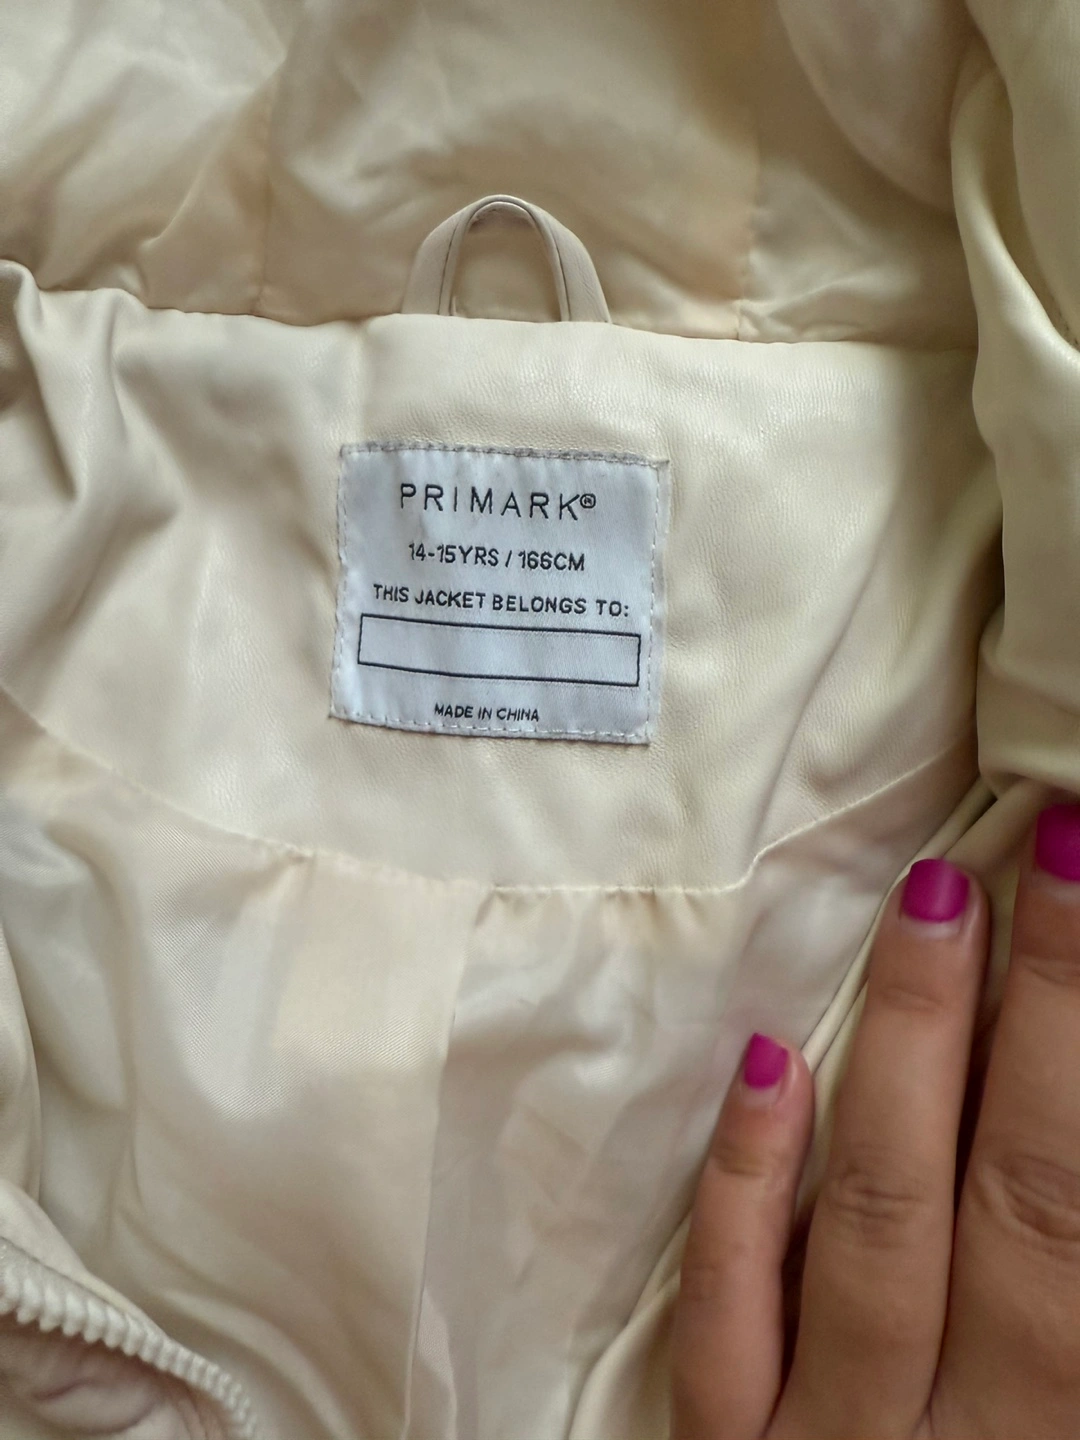 PRIMARK®
14-15YRS / 166CM
THIS JACKET BELONGS TO:
MADE IN CHINA